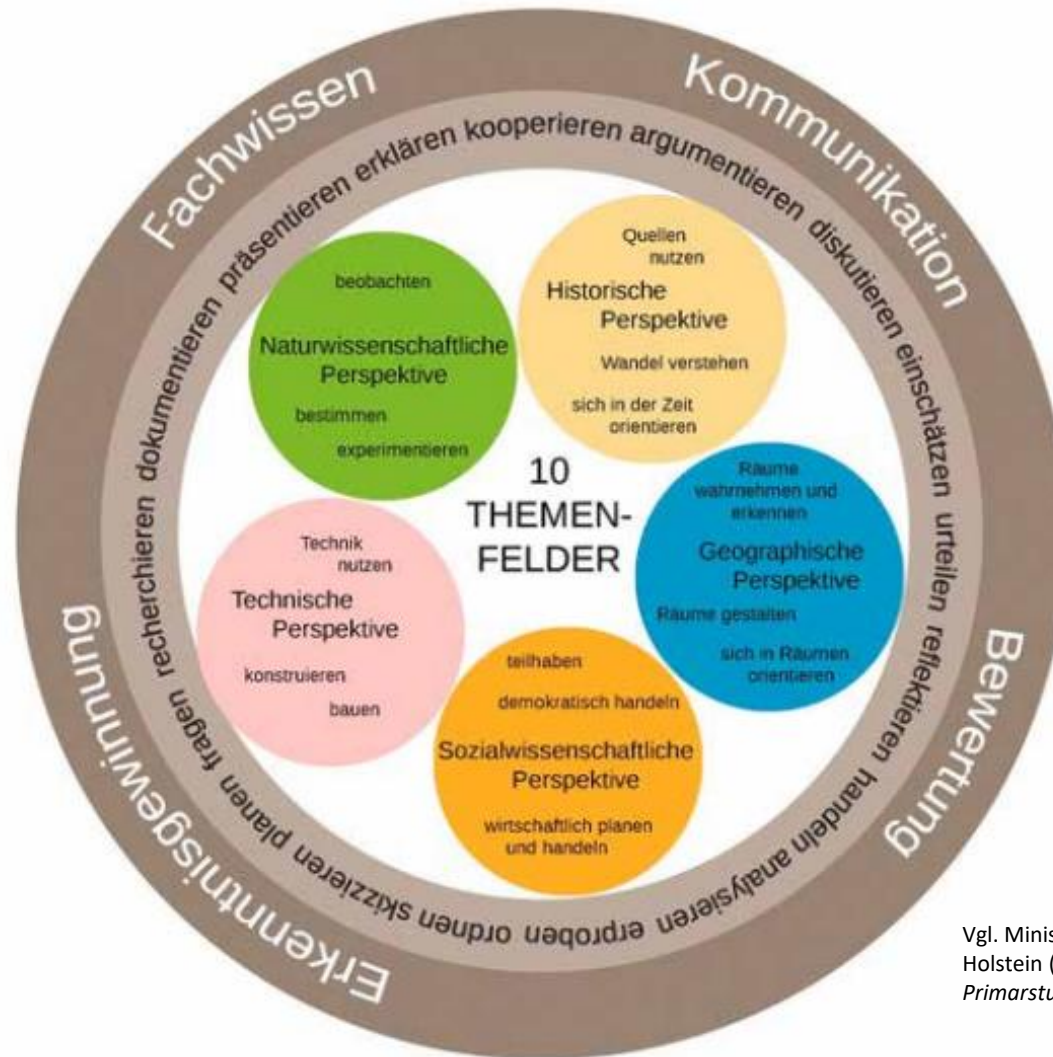 Fachwissen
Kommunikation
Bewertung
Erkenntnisgewinnung
fragen recherchieren dokumentieren präsentieren erklären kooperieren argumentieren diskutieren einschätzen urteilen reflektieren handeln analysieren erproben ordnen skizzieren planen
beobachten
Naturwissenschaftliche
Perspektive
bestimmen
experimentieren
Quellen
nutzen
Historische
Perspektive
Wandel verstehen
sich in der Zeit
orientieren
10
THEMEN-
FELDER
Räume
wahrnehmen und
erkennen
Geographische
Perspektive
Räume gestalten
sich in Räumen
orientieren
Technik
nutzen
Technische
Perspektive
konstruieren
bauen
teilhaben
demokratisch handeln
Sozialwissenschaftliche
Perspektive
wirtschaftlich planen
und handeln
Vgl. Minis
Holstein (
Primarstu